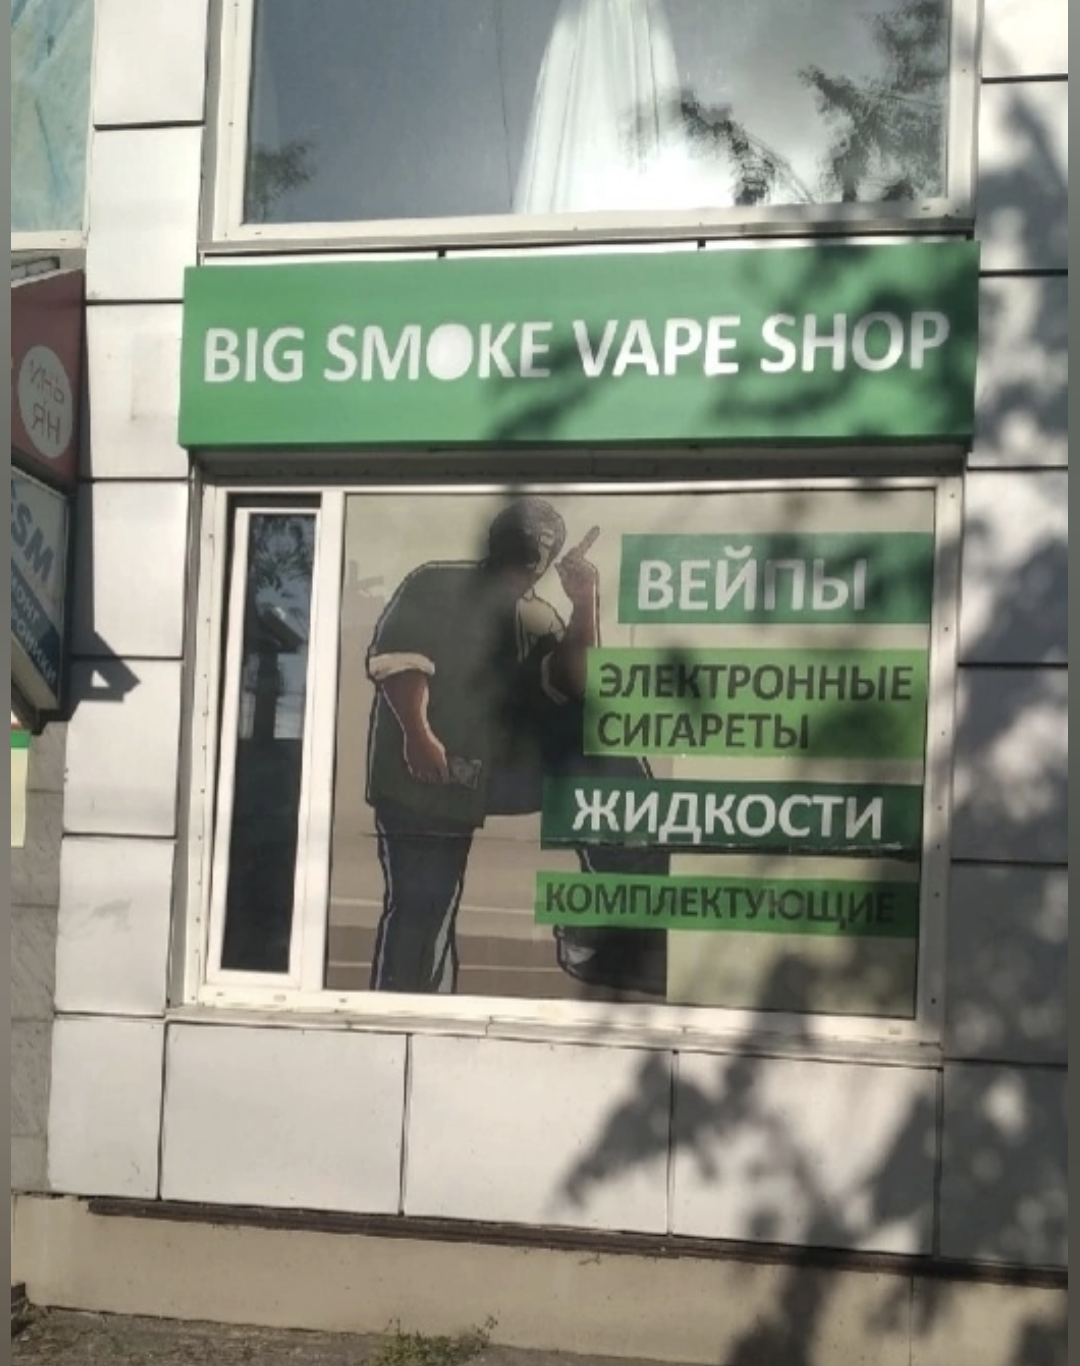 BIG SMOKE VAPE SHOP
ВЕЙПЫ
ЭЛЕКТРОННЫЕ
СИГАРЕТЫ
ЖИДКОСТИ
КОМПЛЕКТУЮЩИЕ